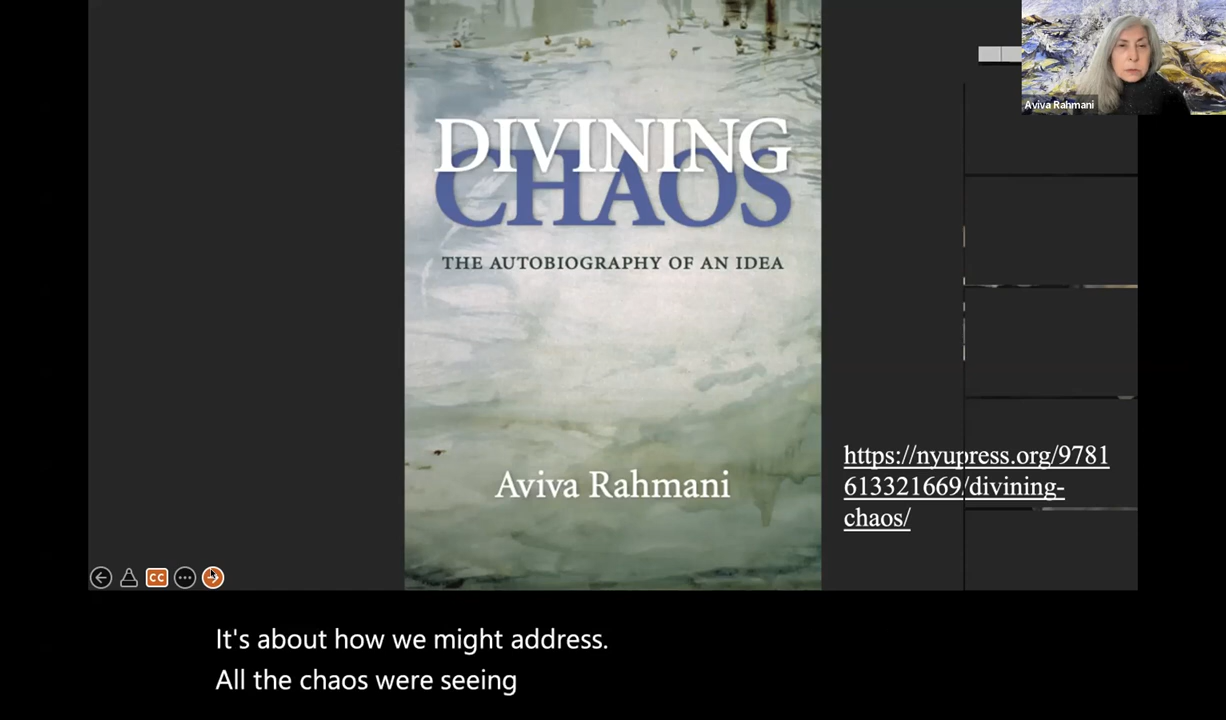 DIVINING
CHAOS
THE AUTOBIOGRAPHY OF AN IDEA
Aviva Rahmani
Aviva Rahmani
https://nyupress.org/9781
613321669/divining-
chaos/
CC
It's about how we might address.
All the chaos were seeing